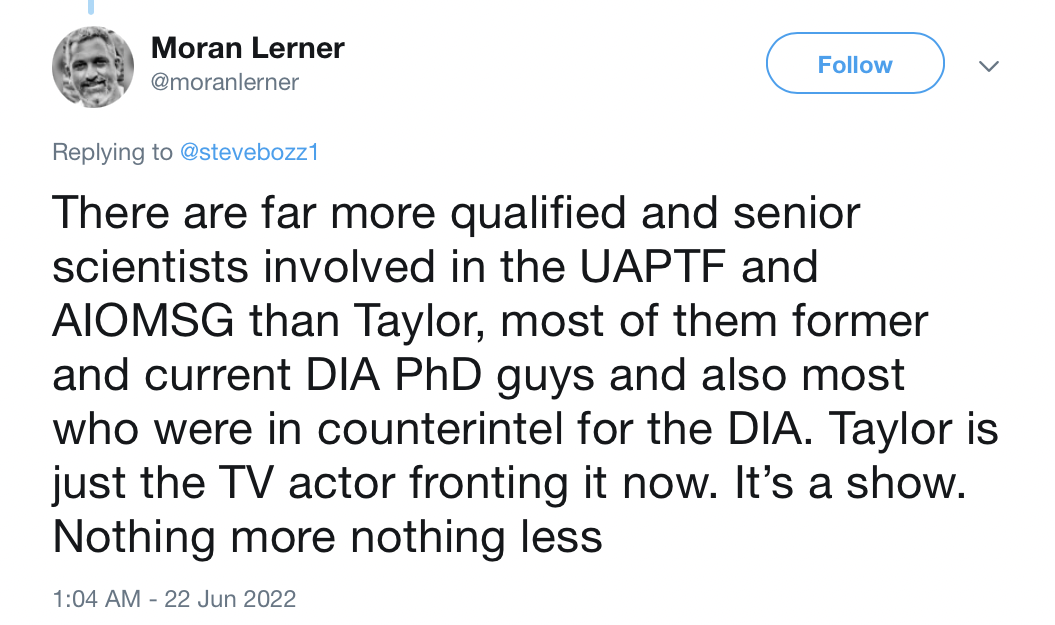 Moran Lerner
@moranlerner
Follow
Replying to @stevebozz1
There are far more qualified and senior
scientists involved in the UAPTF and
AIOMSG than Taylor, most of them former
and current DIA PhD guys and also most
who were in counterintel for the DIA. Taylor is
just the TV actor fronting it now. It’s a show.
Nothing more nothing less
1:04 AM - 22 Jun 2022